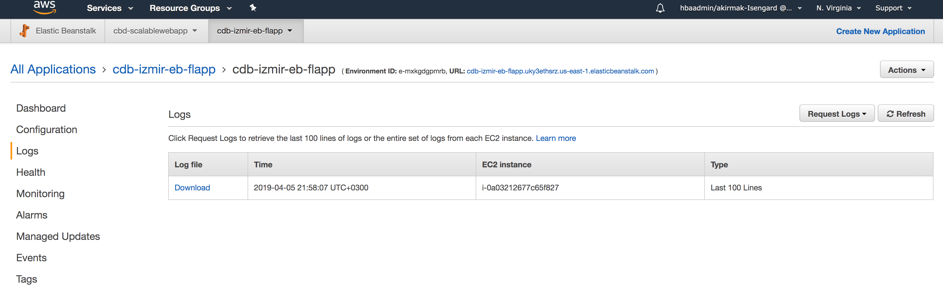 aws Services Resource Groups hbaadmin/akirmak-Isengard @... N. Virginia Support
Elastic Beanstalk cbd-scalablewebapp cdb-izmir-eb-flapp Create New Application
All Applications > cdb-izmir-eb-flapp > cdb-izmir-eb-flapp ( Environment ID: e-mxkgdgpmrb, URL: cdb-izmir-eb-flapp.uky3ethsrz.us-east-1.elasticbeanstalk.com ) Actions
Dashboard
Configuration
Logs
Health
Monitoring
Alarms
Managed Updates
Events
Tags
Logs Request Logs Refresh
Click Request Logs to retrieve the last 100 lines of logs or the entire set of logs from each EC2 instance. Learn more
Log file Time EC2 instance Type
Download 2019-04-05 21:58:07 UTC+0300 i-0a03212677c65f827 Last 100 Lines